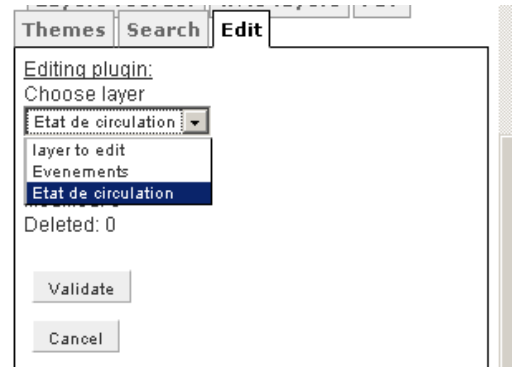 Themes Search Edit
Editing plugin:
Choose layer
Etat de circulation
layer to edit
Evenements
Etat de circulation
Deleted: 0
Validate
Cancel